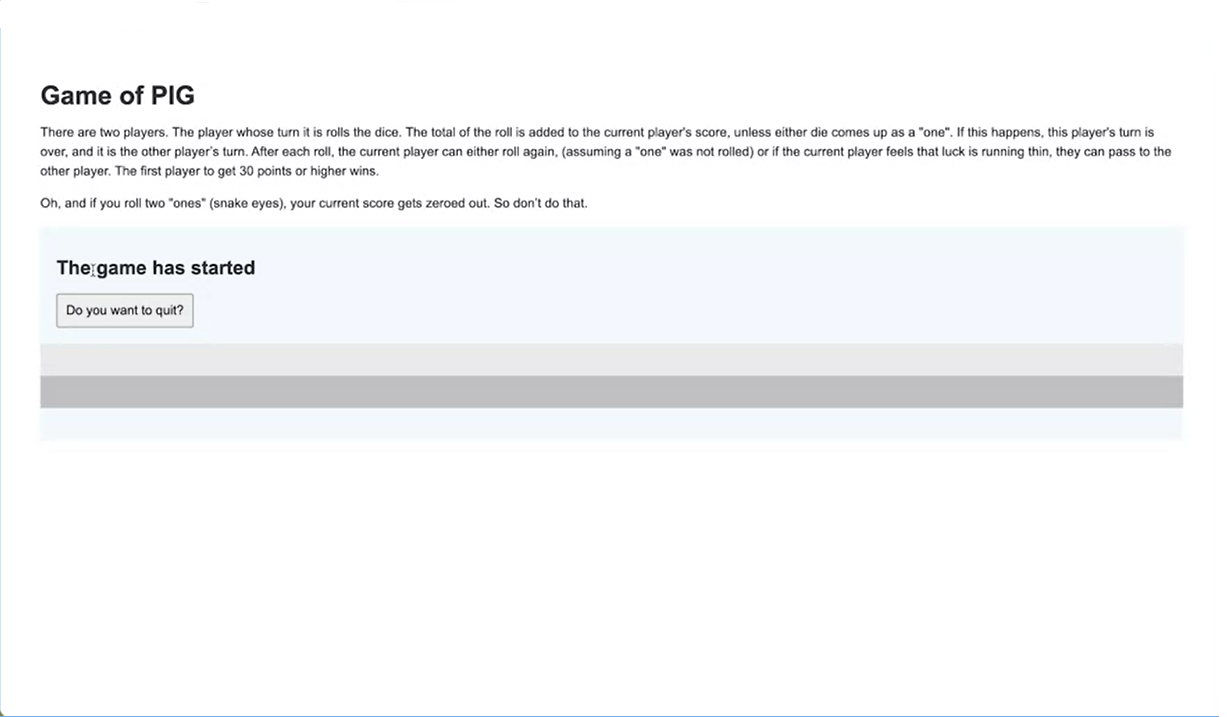 Game of PIG
There are two players. The player whose turn it is rolls the dice. The total of the roll is added to the current player's score, unless either die comes up as a "one". If this happens, this player's turn is
over, and it is the other player's turn. After each roll, the current player can either roll again, (assuming a "one" was not rolled) or if the current player feels that luck is running thin, they can pass to the
other player. The first player to get 30 points or higher wins.
Oh, and if you roll two "ones" (snake eyes), your current score gets zeroed out. So don't do that.
The game has started
Do you want to quit?